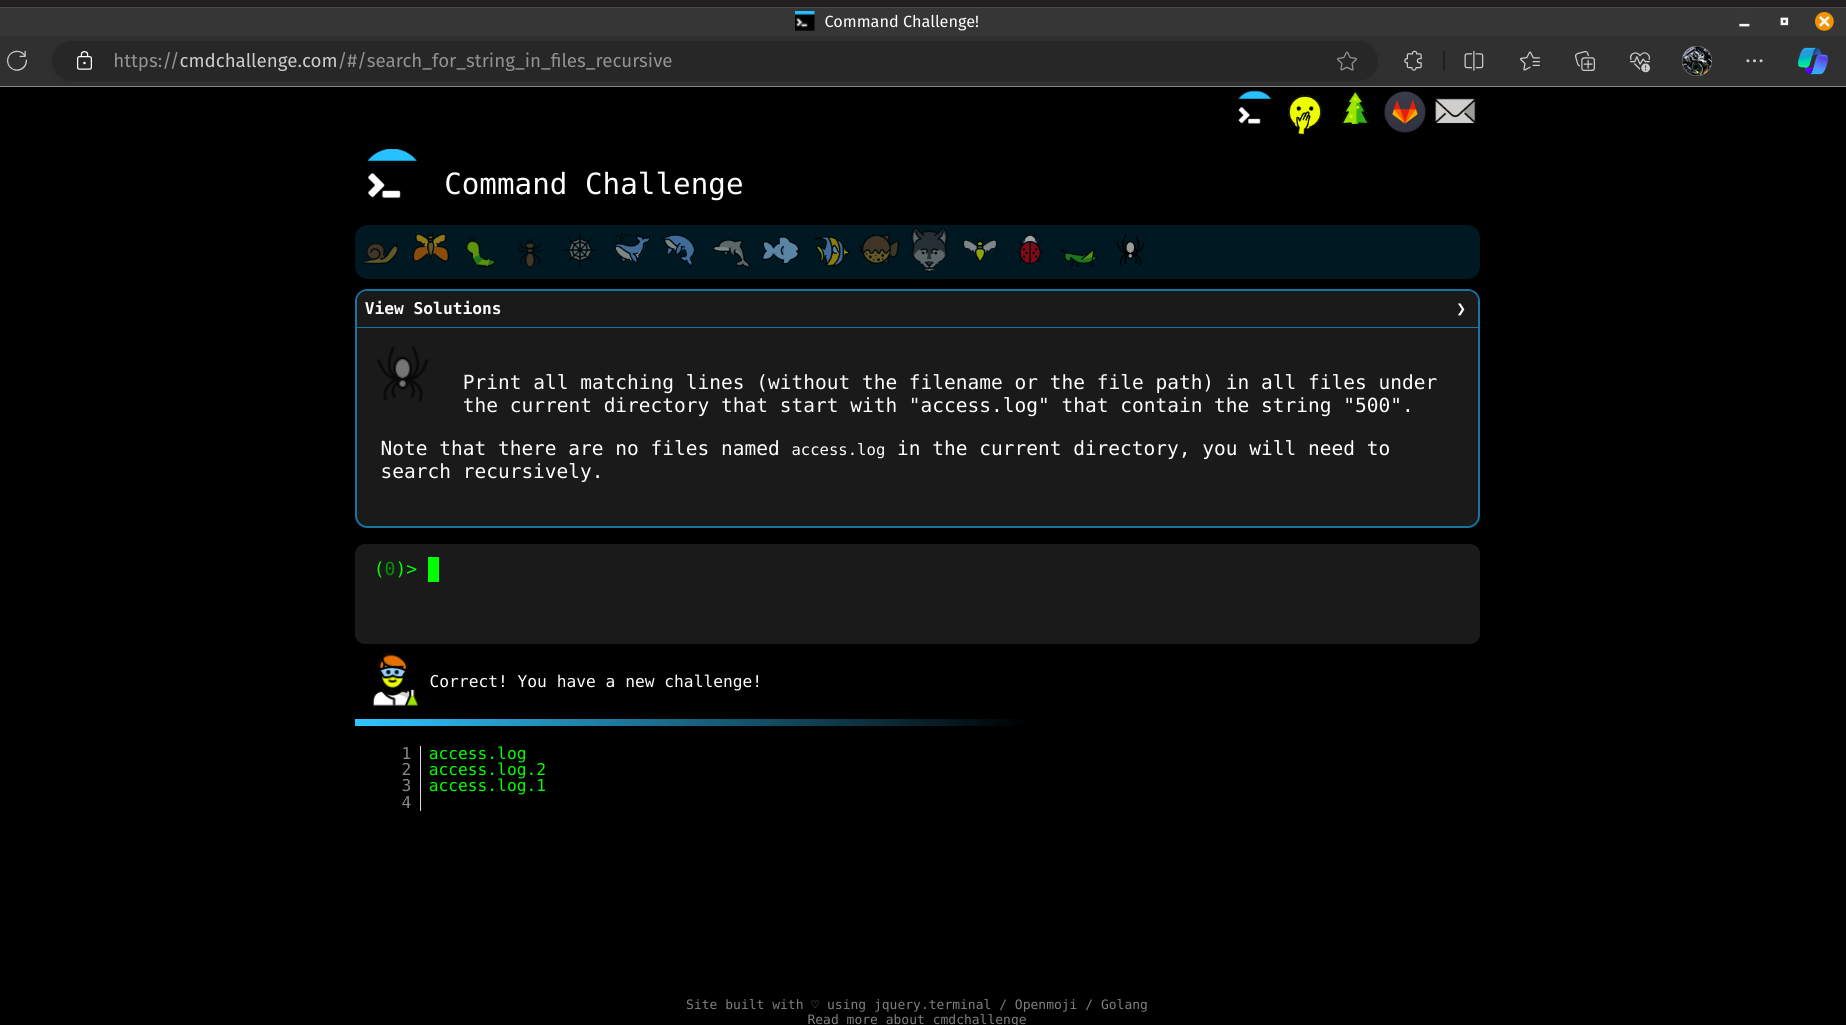 Command Challenge!
https://cmdchallenge.com/#/search_for_string_in_files_recursive
Command Challenge
View Solutions
Print all matching lines (without the filename or the file path) in all files under
the current directory that start with "access.log" that contain the string "500".
Note that there are no files named access.log in the current directory, you will need to
search recursively.
(0)>
Correct! You have a new challenge!
1 access.log
2 access.log.2
3 access.log.1
4
Site built with ♡ using jquery.terminal / Openmoji / Golang
Read more about cmdchallenge